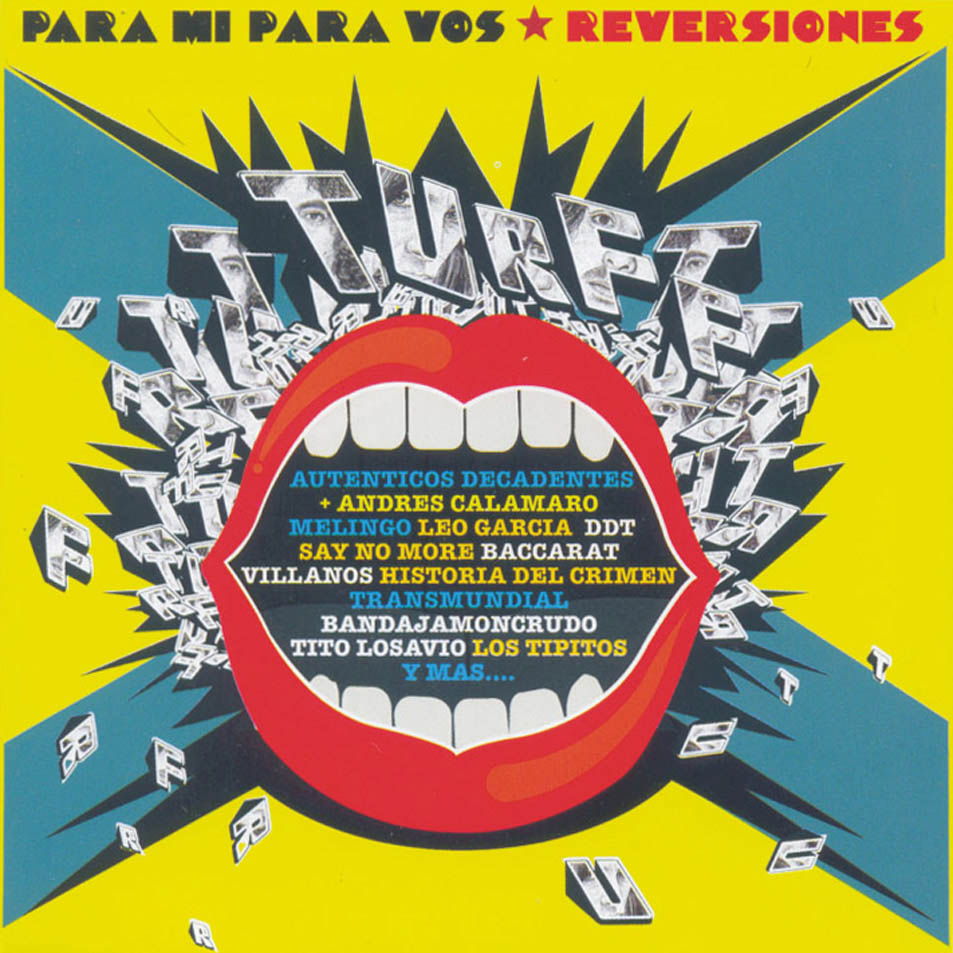 PARA MI PARA VOS ★ REVERSIONES
TURF
AUTENTICOS DECADENTES
+ ANDRES CALAMARO
MELINGO LEO GARCIA DDT
SAY NO MORE BACCARAT
VILLANOS HISTORIA DEL CRIMEN
TRANSMUNDIAL
BANDAJAMONCRUDO
TITO LOSAVIO LOS TIPITOS
Y MAS....